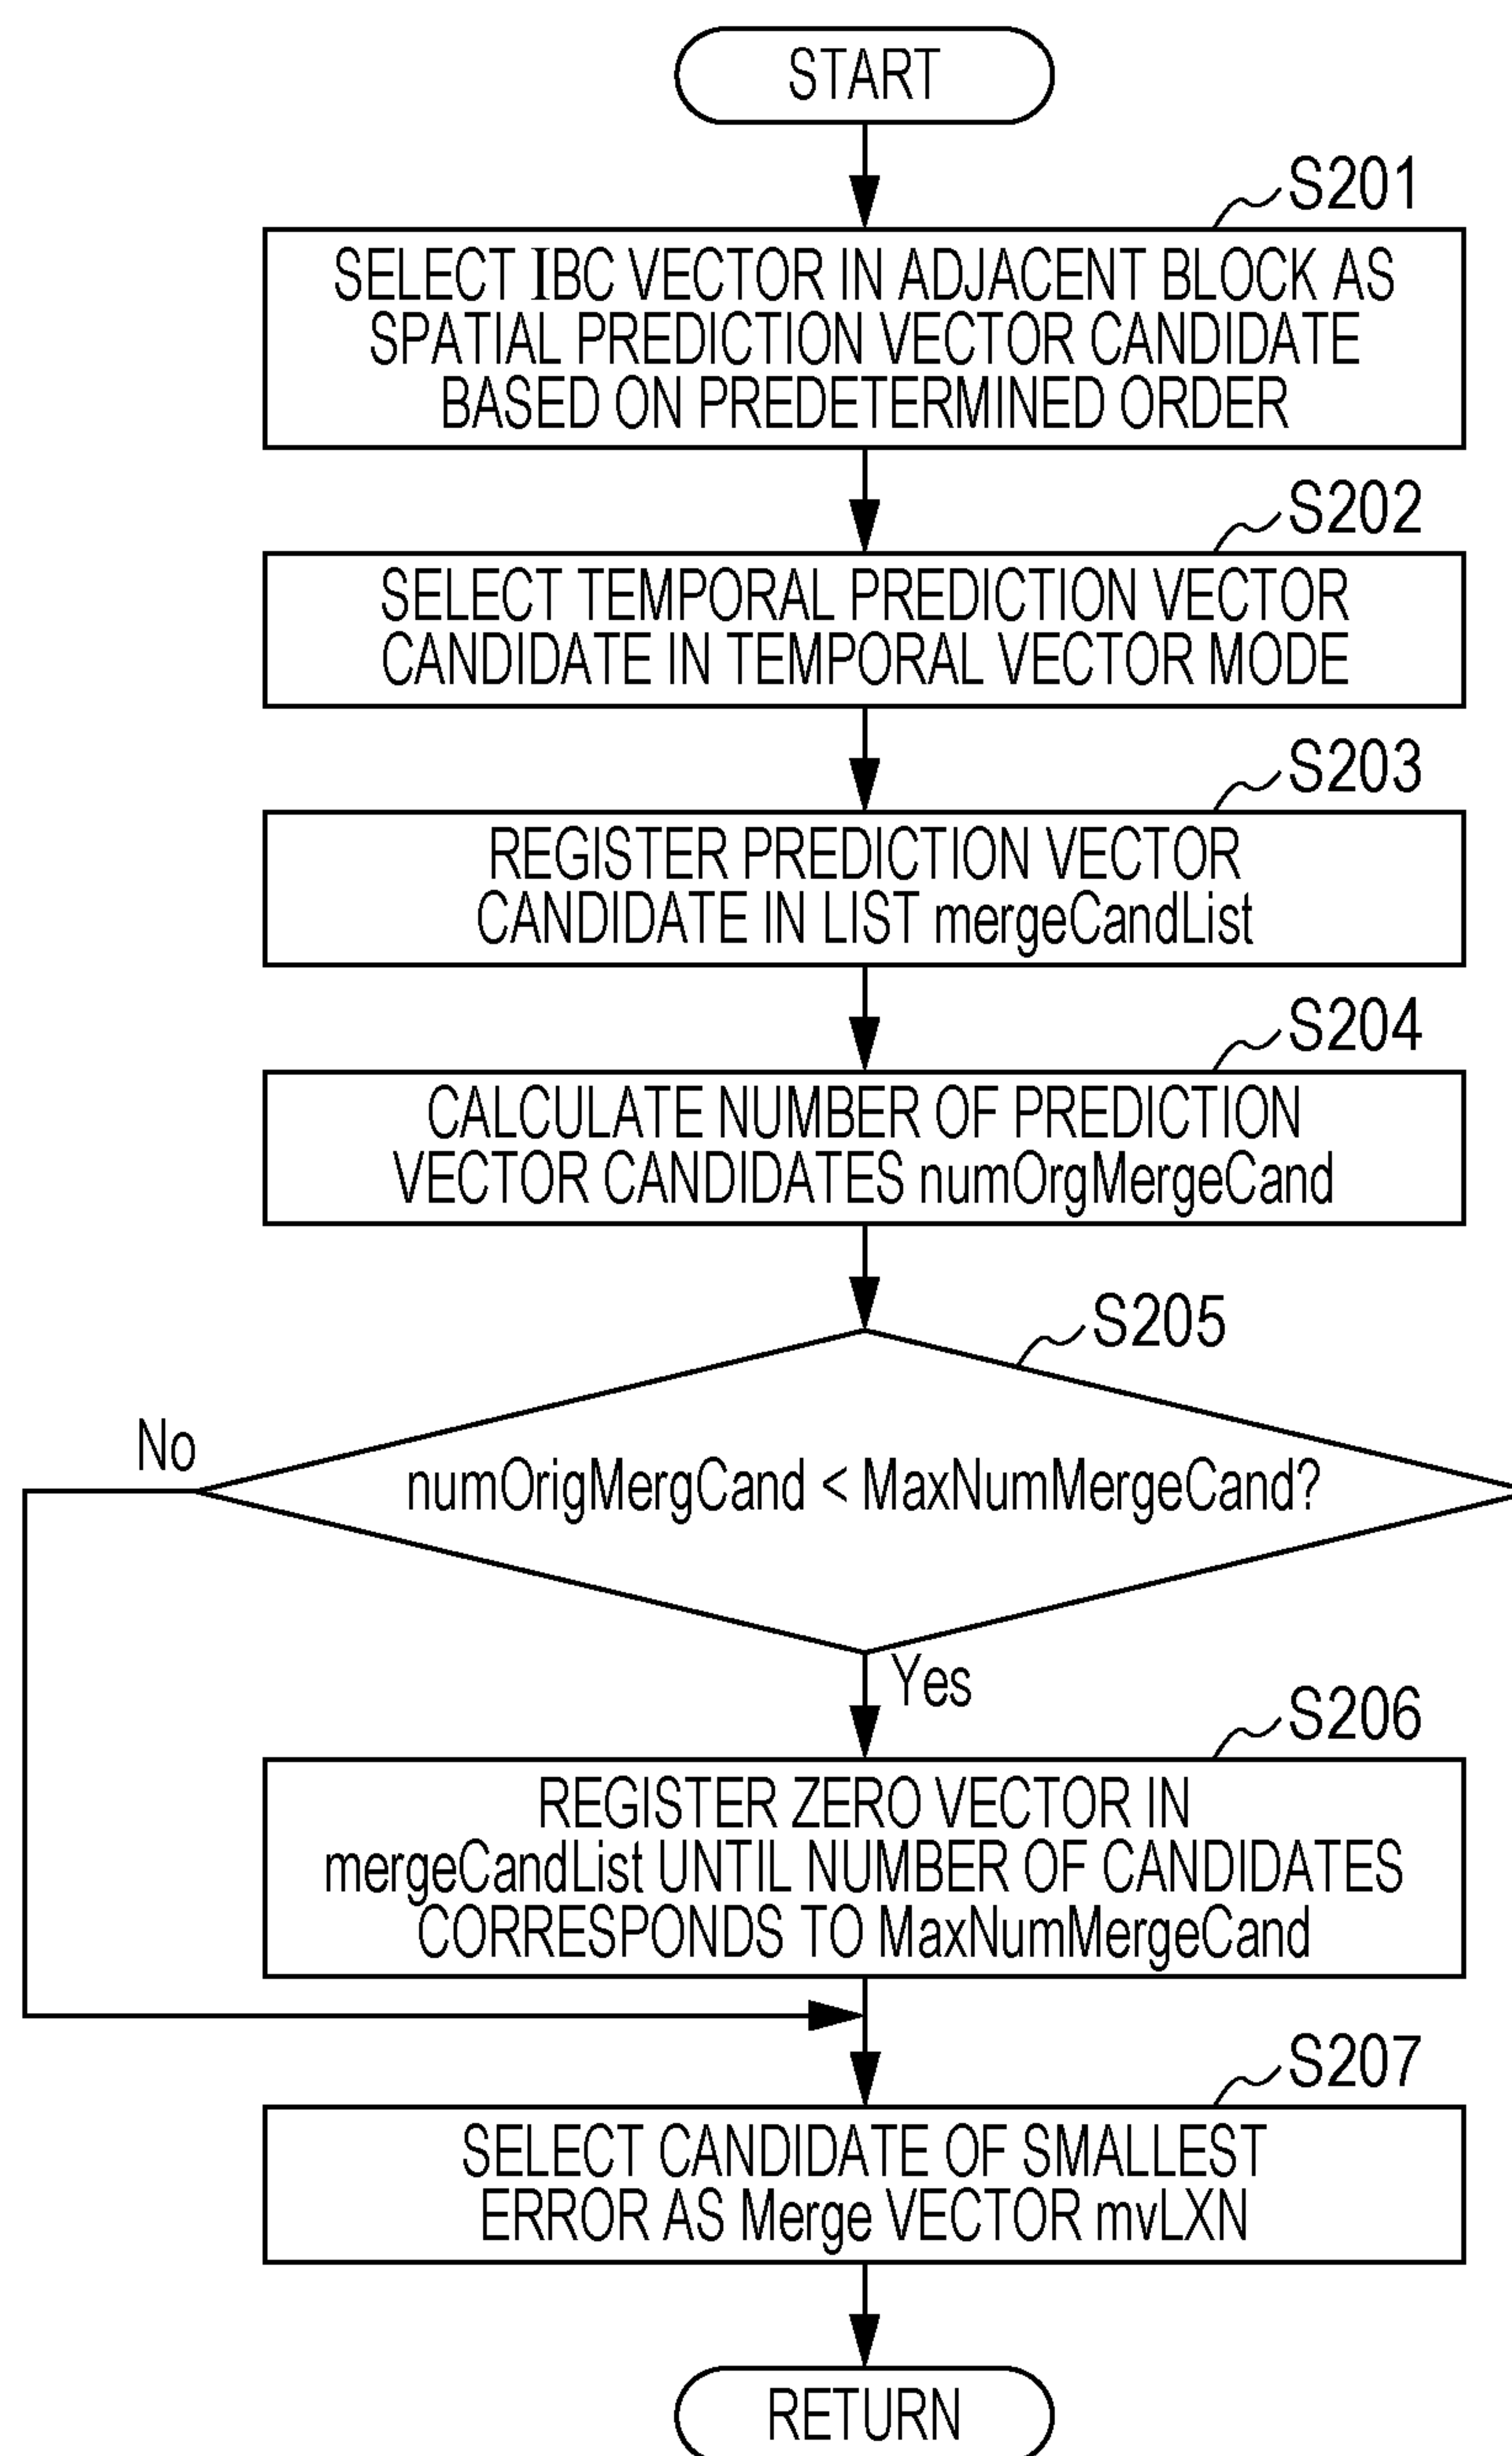 START
S201
SELECT IBC VECTOR IN ADJACENT BLOCK AS
SPATIAL PREDICTION VECTOR CANDIDATE
BASED ON PREDETERMINED ORDER
S202
SELECT TEMPORAL PREDICTION VECTOR
CANDIDATE IN TEMPORAL VECTOR MODE
S203
REGISTER PREDICTION VECTOR
CANDIDATE IN LIST mergeCandList
S204
CALCULATE NUMBER OF PREDICTION
VECTOR CANDIDATES numOrgMergeCand
S205
No
numOrigMergCand < MaxNumMergeCand?
Yes
S206
REGISTER ZERO VECTOR IN
mergeCandList UNTIL NUMBER OF CANDIDATES
CORRESPONDS TO MaxNumMergeCand
S207
SELECT CANDIDATE OF SMALLEST
ERROR AS Merge VECTOR mvLXN
RETURN